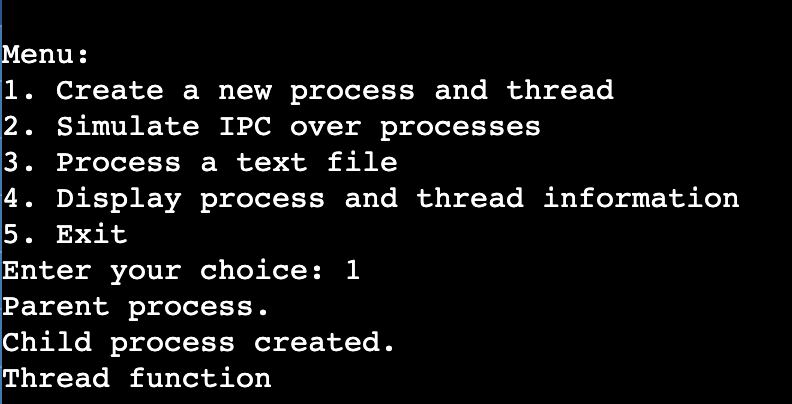 Menu:
1. Create a new process and thread
2. Simulate IPC over processes
3. Process a text file
4. Display process and thread information
5. Exit
Enter your choice: 1
Parent process.
Child process created.
Thread function